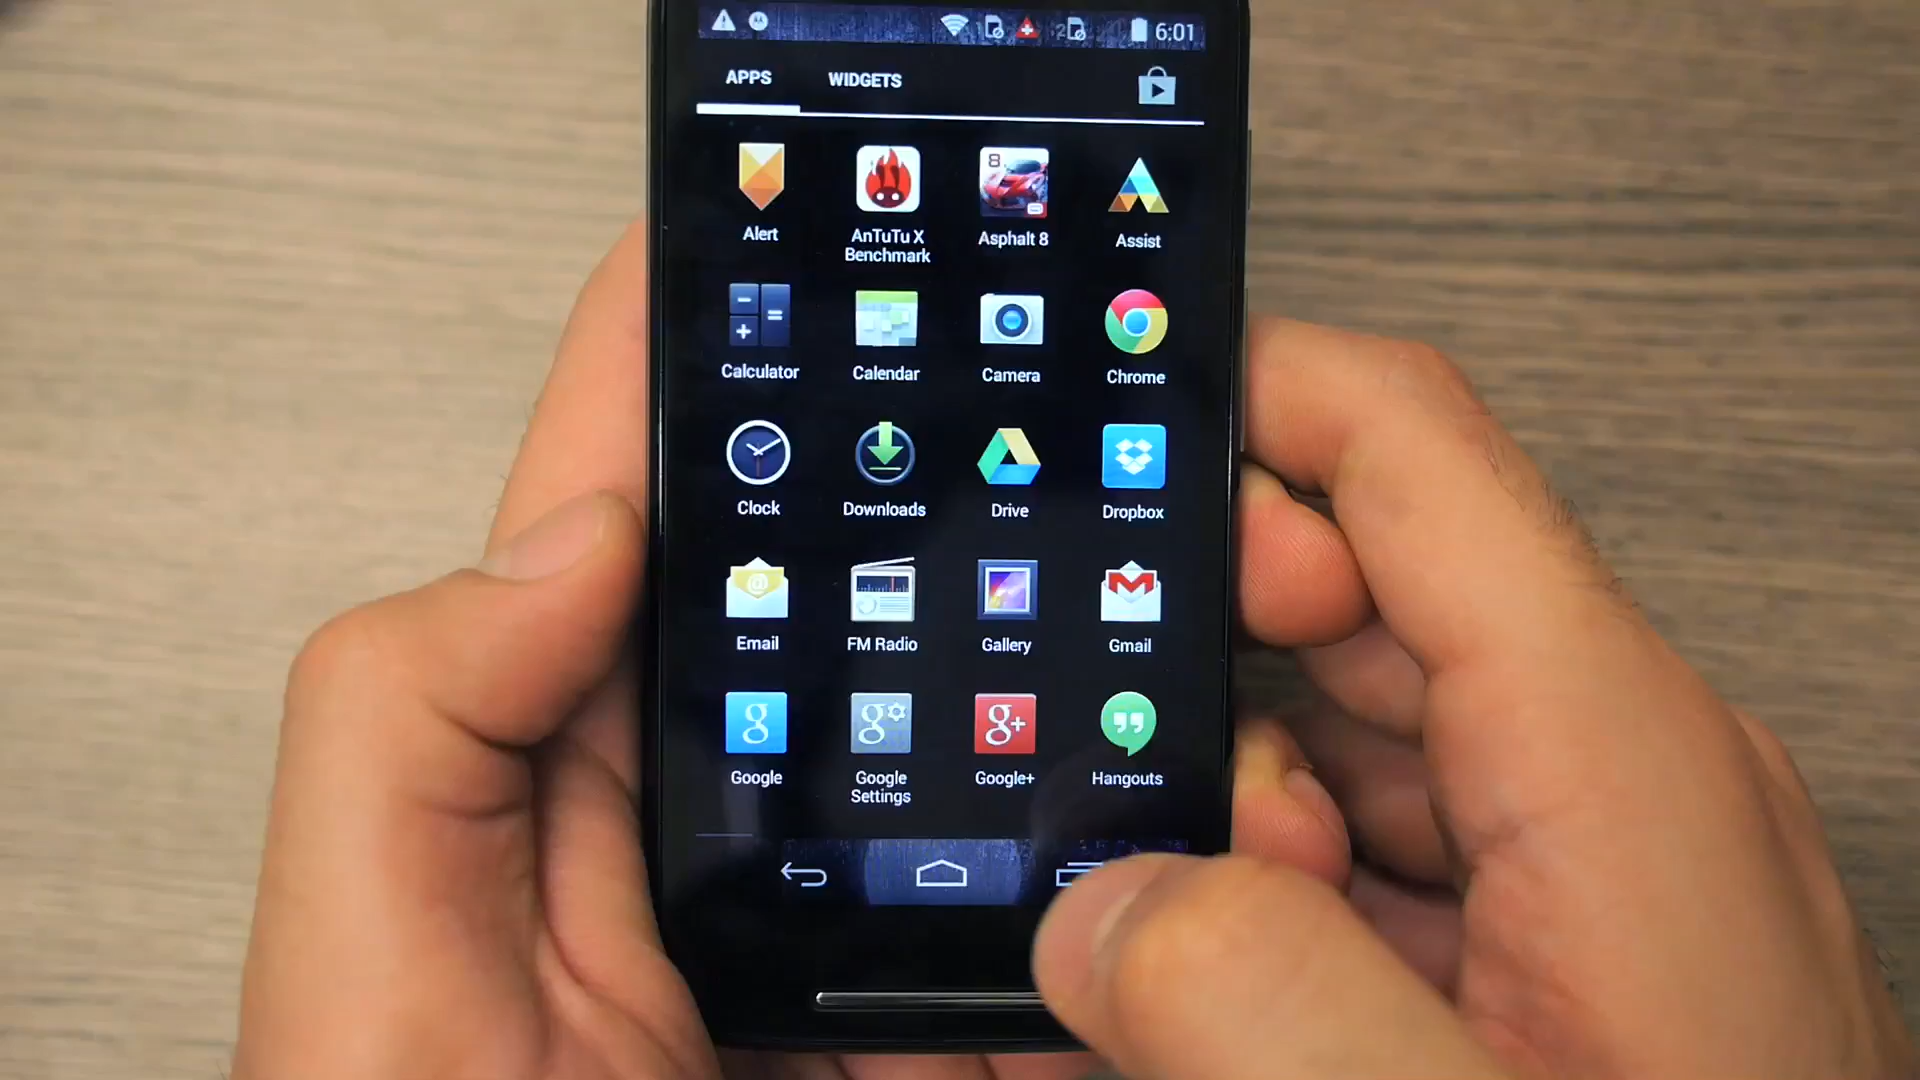 6:01
APPS WIDGETS
Alert
AnTuTu X
Benchmark
Asphalt 8
Assist
Calculator
Calendar
Camera
Chrome
Clock
Downloads
Drive
Dropbox
Email
FM Radio
Gallery
Gmail
Google
Google
Settings
Google+
Hangouts